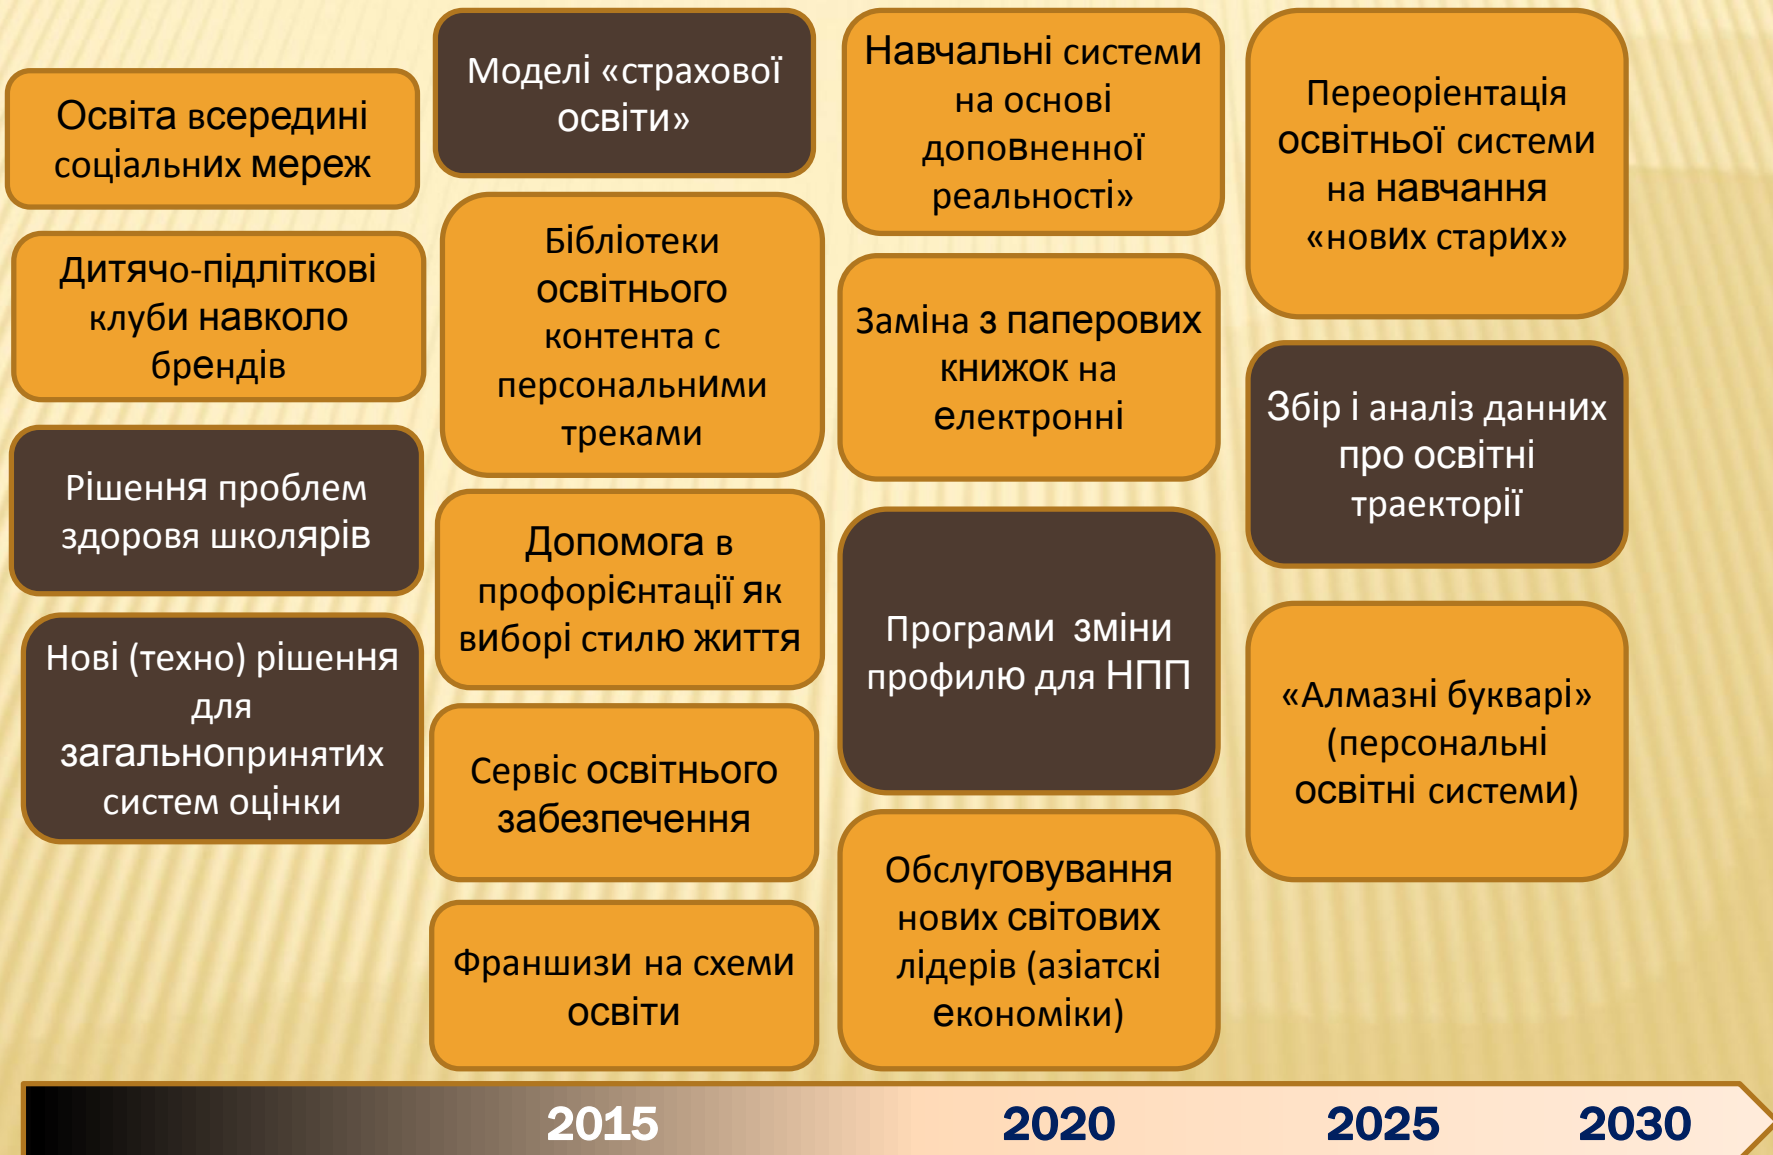 Освіта всередині
соціальних мереж
Дитячо-підліткові
клуби навколо
брендів
Рішення проблем
здоровя школярів
Нові (техно) рішення
для
загальнопринятих
систем оцінки
Моделі «страхової
освіти»
Бібліотеки
освітнього
контента с
персональними
треками
Допомога в
профорієнтації як
виборі стилю життя
Сервіс освітнього
забезпечення
Франшизи на схеми
освіти
Навчальні системи
на основі
доповненної
реальності»
Заміна з паперових
книжок на
електронні
Програми зміни
профилю для НПП
Обслуговування
нових світових
лідерів (азіатскі
економіки)
Переоріентація
освітньої системи
на навчання
«нових старих»
Збір і аналіз данних
про освітні
траекторії
«Алмазні букварі»
(персональні
освітні системи)
2015 2020 2025 2030